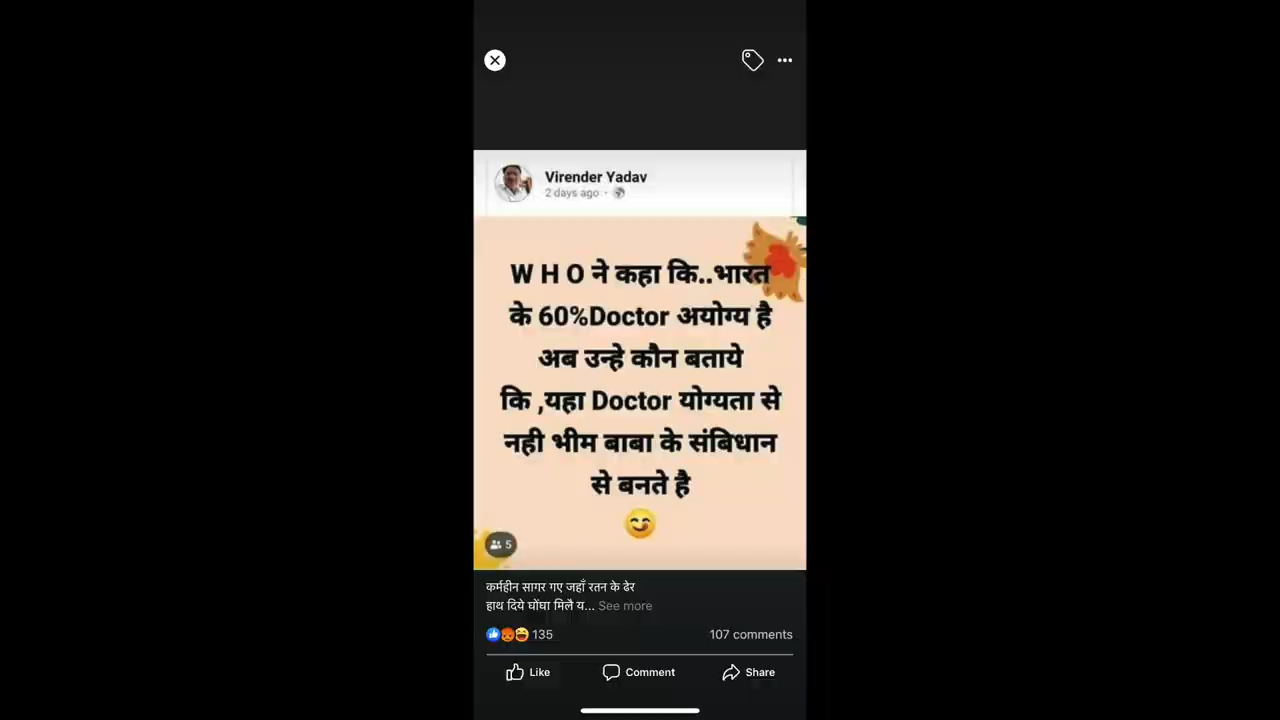 Virender Yadav
2 days ago ·
W H O ने कहा कि..भारत
के 60%Doctor अयोग्य है
अब उन्हे कौन बताये
कि ,यहा Doctor योग्यता से
नही भीम बाबा के संबिधान
से बनते है
5
कर्महीन सागर गए जहाँ रतन के ढेर
हाथ दिये घोंघा मिलै य... See more
135 107 comments
Like Comment Share